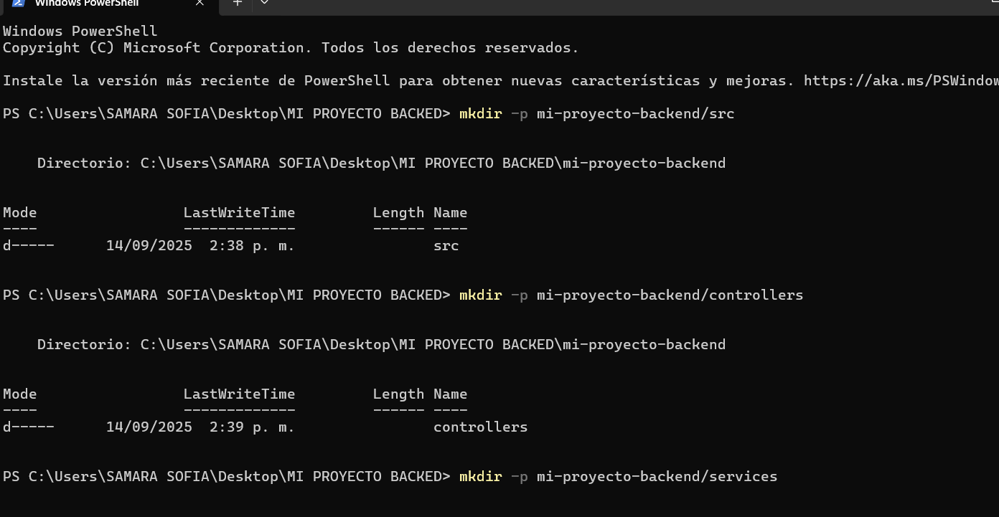 Windows PowerShell
Windows PowerShell
Copyright (C) Microsoft Corporation. Todos los derechos reservados.
Instale la versión más reciente de PowerShell para obtener nuevas características y mejoras. https://aka.ms/PSWindow
PS C:\Users\SAMARA SOFIA\Desktop\MI PROYECTO BACKED> mkdir -p mi-proyecto-backend/src
Directorio: C:\Users\SAMARA SOFIA\Desktop\MI PROYECTO BACKED\mi-proyecto-backend
Mode LastWriteTime Length Name
---- ------------- ------ ----
d----- 14/09/2025 2:38 p. m. src
PS C:\Users\SAMARA SOFIA\Desktop\MI PROYECTO BACKED> mkdir -p mi-proyecto-backend/controllers
Directorio: C:\Users\SAMARA SOFIA\Desktop\MI PROYECTO BACKED\mi-proyecto-backend
Mode LastWriteTime Length Name
---- ------------- ------ ----
d----- 14/09/2025 2:39 p. m. controllers
PS C:\Users\SAMARA SOFIA\Desktop\MI PROYECTO BACKED> mkdir -p mi-proyecto-backend/services